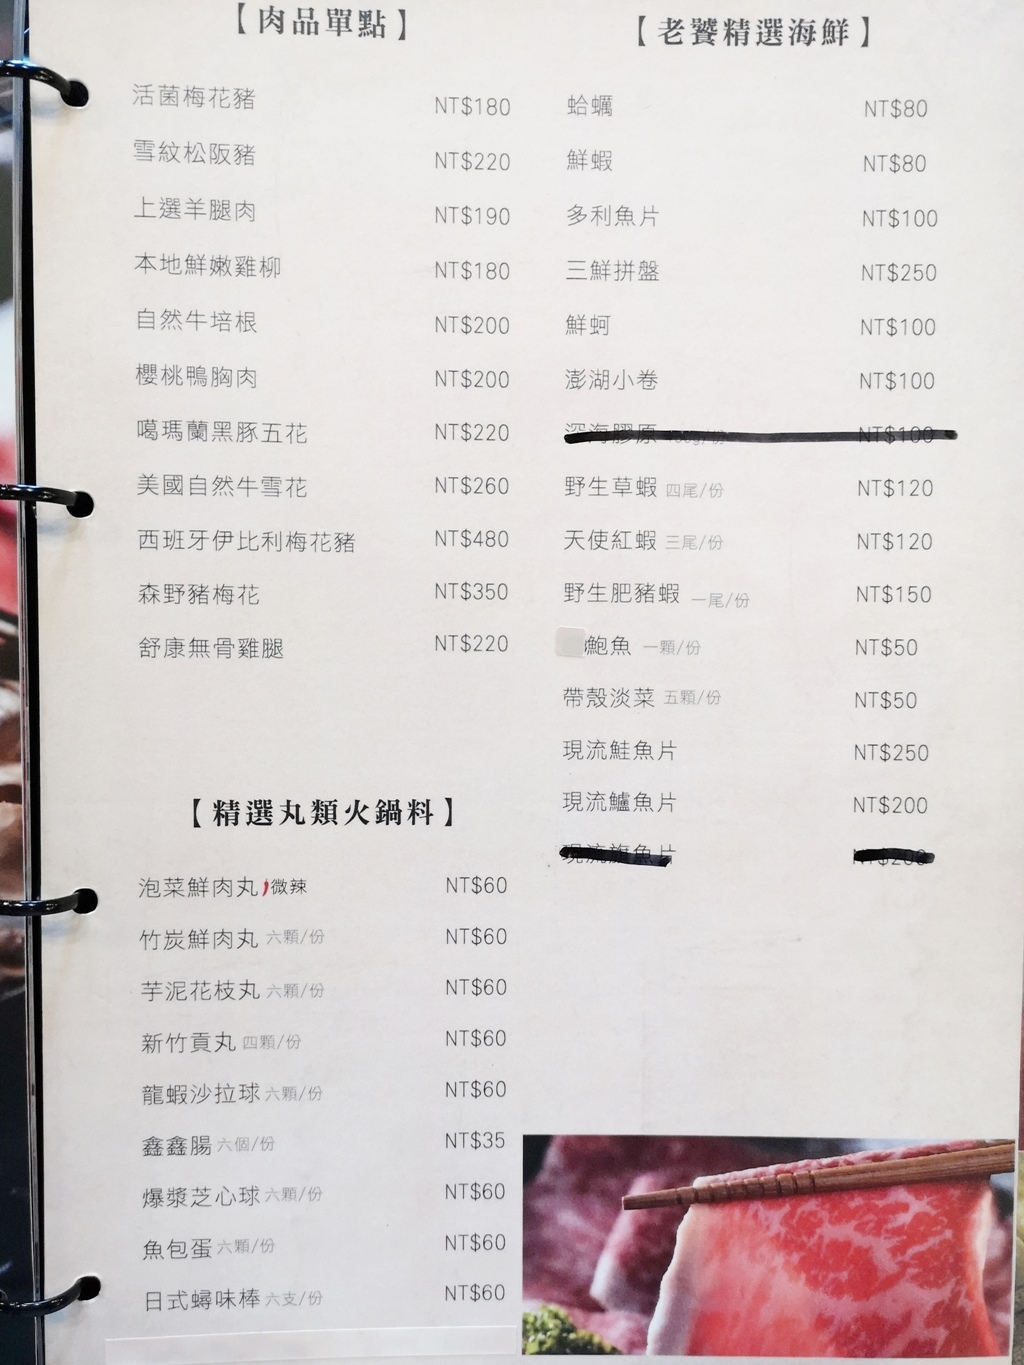 【肉品單點】
活菌梅花豬 NT$180
雪紋松阪豬 NT$220
上選羊腿肉 NT$190
本地鮮嫩雞柳 NT$180
自然牛培根 NT$200
櫻桃鴨胸肉 NT$200
噶瑪蘭黑豚五花 NT$220
美國自然牛雪花 NT$260
西班牙伊比利梅花豬 NT$480
森野豬梅花 NT$350
舒康無骨雞腿 NT$220
【精選丸類火鍋料】
泡菜鮮肉丸 微辣 NT$60
竹炭鮮肉丸 六顆/份 NT$60
芋泥花枝丸 六顆/份 NT$60
新竹貢丸 四顆/份 NT$60
龍蝦沙拉球 六顆/份 NT$60
鑫鑫腸 六個/份 NT$35
爆漿芝心球 六顆/份 NT$60
魚包蛋 六顆/份 NT$60
日式蟳味棒 六支/份 NT$60
【老饕精選海鮮】
蛤蠣 NT$80
鮮蝦 NT$80
多利魚片 NT$100
三鮮拼盤 NT$250
鮮蚵 NT$100
澎湖小卷 NT$100
深海膠原 NT$100
野生草蝦 四尾/份 NT$120
天使紅蝦 三尾/份 NT$120
野生肥豬蝦 一尾/份 NT$150
鮑魚 一顆/份 NT$50
帶殼淡菜 五顆/份 NT$50
現流鮭魚片 NT$250
現流鱸魚片 NT$200
現流旗魚片 NT$200